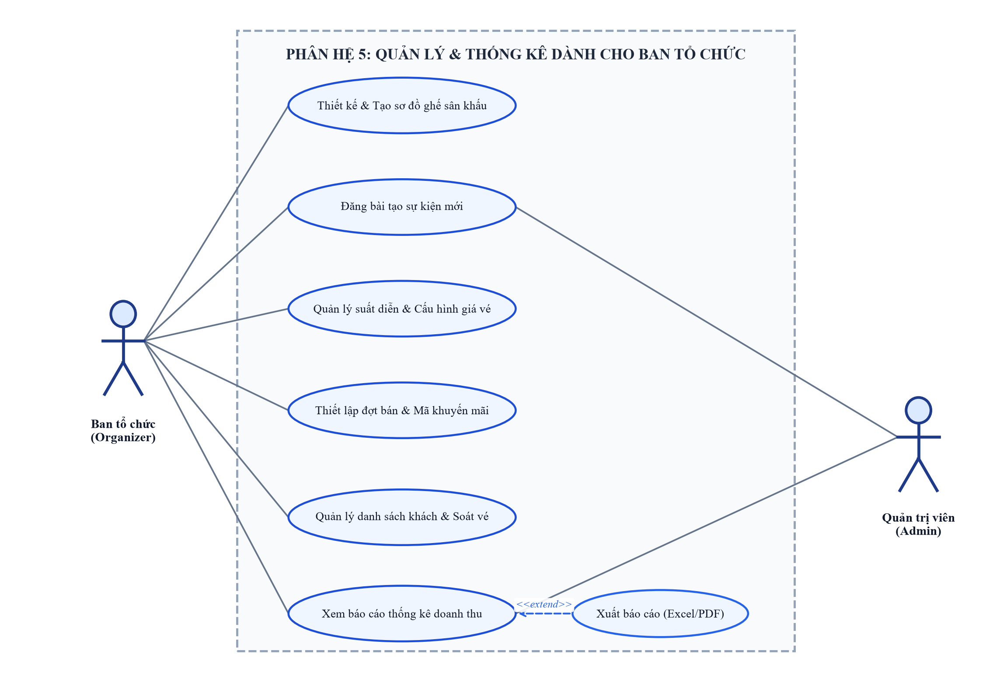 PHÂN HỆ 5: QUẢN LÝ & THỐNG KÊ DÀNH CHO BAN TỔ CHỨC
Thiết kế & Tạo sơ đồ ghế sân khấu
Đăng bài tạo sự kiện mới
Quản lý suất diễn & Cấu hình giá vé
Thiết lập đợt bán & Mã khuyến mãi
Ban tổ chức
(Organizer)
Quản lý danh sách khách & Soát vé
Quản trị viên
(Admin)
Xem báo cáo thống kê doanh thu
<<extend>>
Xuất báo cáo (Excel/PDF)